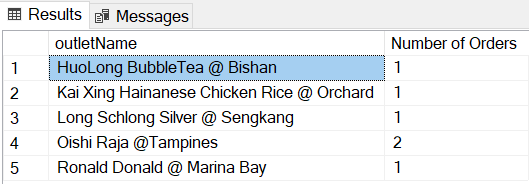 Results Messages
outletName Number of Orders
1 HuoLong BubbleTea @ Bishan 1
2 Kai Xing Hainanese Chicken Rice @ Orchard 1
3 Long Schlong Silver @ Sengkang 1
4 Oishi Raja @Tampines 2
5 Ronald Donald @ Marina Bay 1